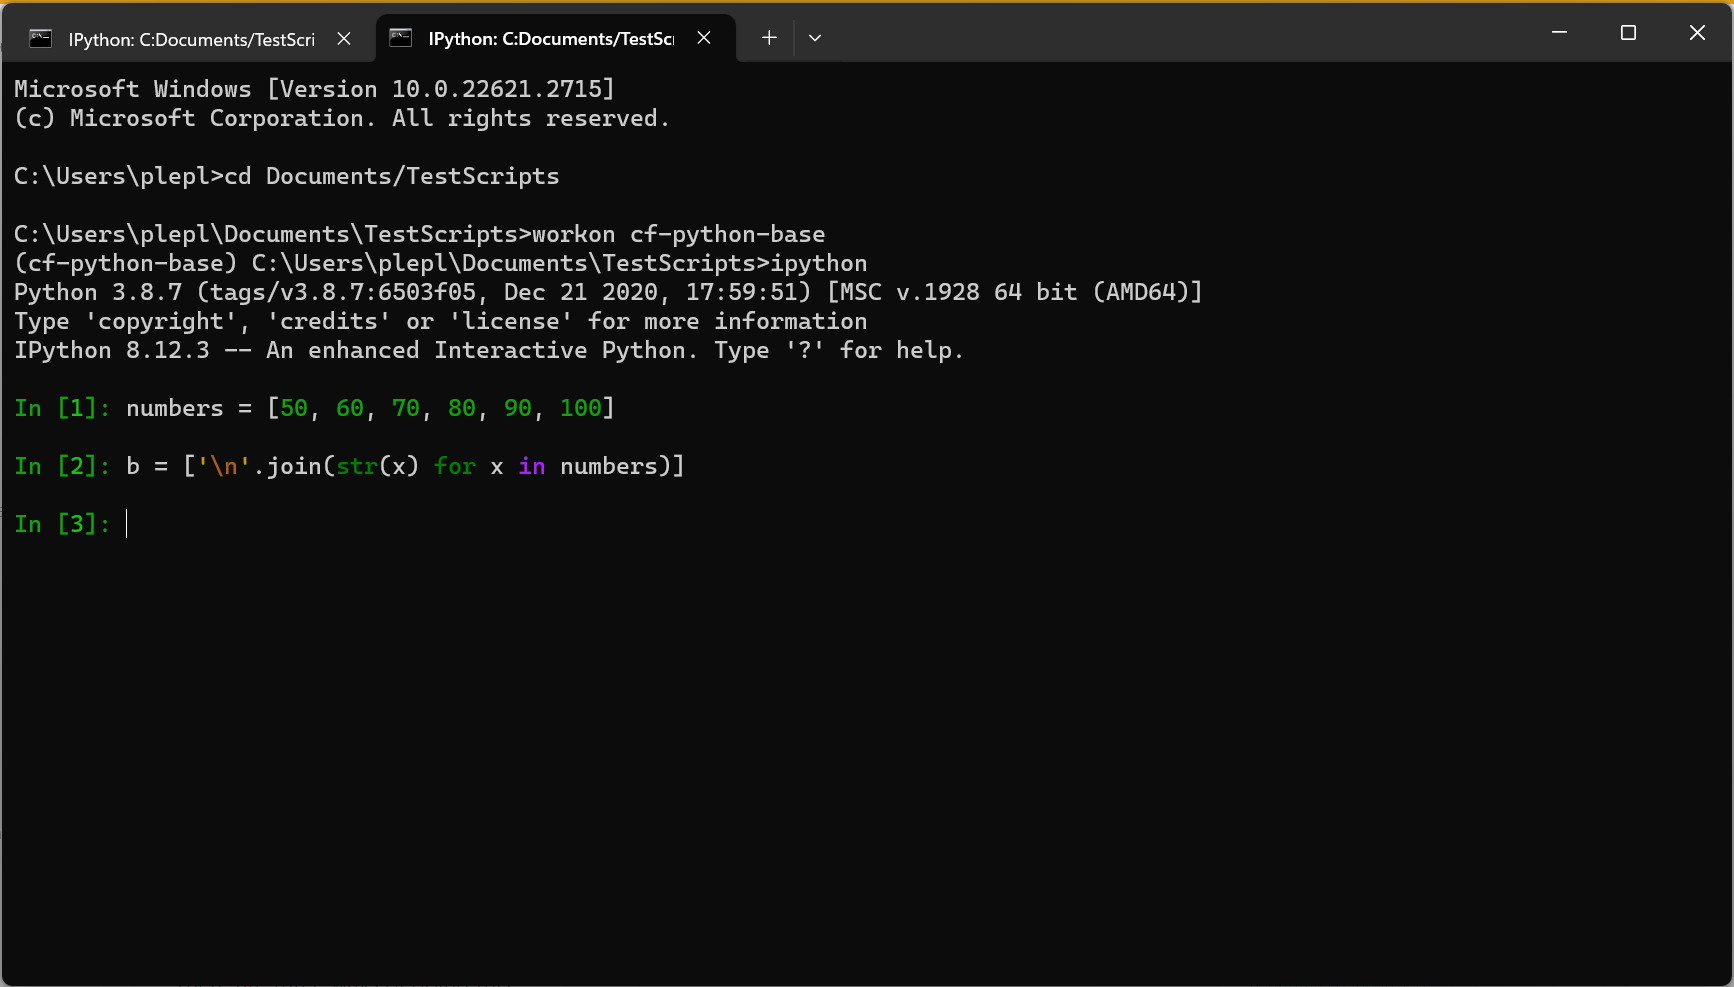 IPython: C:Documents/TestScri
IPython: C:Documents/TestSc
Microsoft Windows [Version 10.0.22621.2715]
(c) Microsoft Corporation. All rights reserved.
C:\Users\plepl>cd Documents/TestScripts
C:\Users\plepl\Documents\TestScripts>workon cf-python-base
(cf-python-base) C:\Users\plepl\Documents\TestScripts>ipython
Python 3.8.7 (tags/v3.8.7:6503f05, Dec 21 2020, 17:59:51) [MSC v.1928 64 bit (AMD64)]
Type 'copyright', 'credits' or 'license' for more information
IPython 8.12.3 -- An enhanced Interactive Python. Type '?' for help.
In [1]: numbers = [50, 60, 70, 80, 90, 100]
In [2]: b = ['\n'.join(str(x) for x in numbers)]
In [3]: